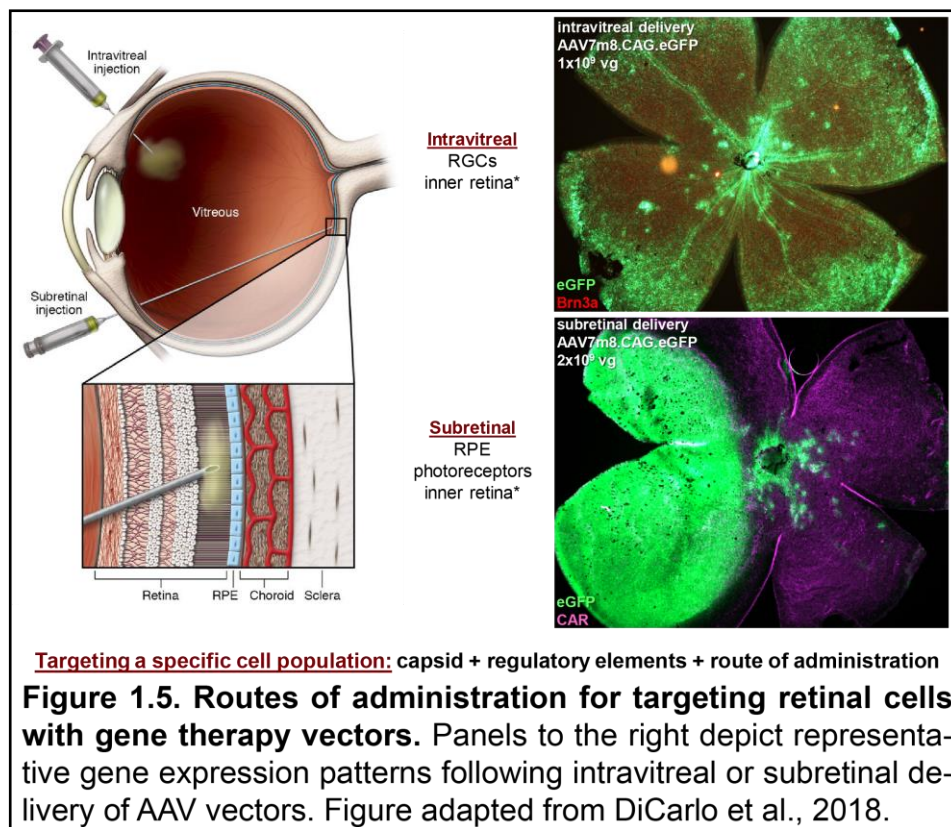 Intravitreal
injection
Vitreous
Subretinal
injection
Retina RPE Choroid Sclera
Intravitreal
RGCs
inner retina*
Subretinal
RPE
photoreceptors
inner retina*
intravitreal delivery
AAV7m8.CAG.eGFP
1x10⁹ vg
eGFP
Brn3a
subretinal delivery
AAV7m8.CAG.eGFP
2x10⁹ vg
eGFP
CAR
Targeting a specific cell population: capsid + regulatory elements + route of administration
Figure 1.5. Routes of administration for targeting retinal cells
with gene therapy vectors. Panels to the right depict representa-
tive gene expression patterns following intravitreal or subretinal de-
livery of AAV vectors. Figure adapted from DiCarlo et al., 2018.